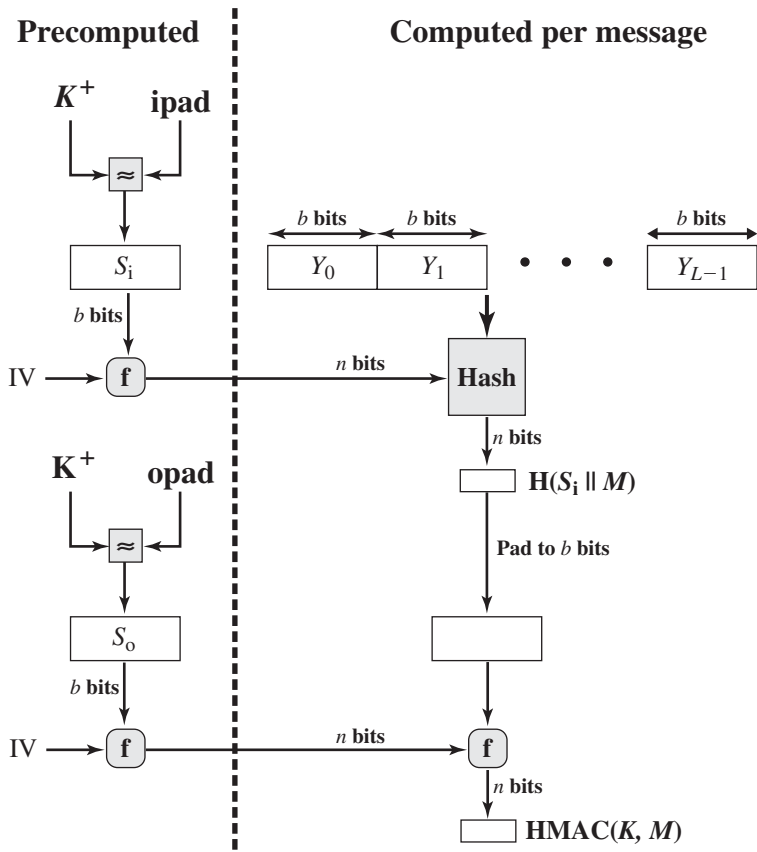 Precomputed
Computed per message
K+ ipad
≈
b bits b bits b bits
Si
Y0 Y1 • • • YL−1
b bits
IV f n bits Hash
n bits
K+ opad
H(Si || M)
≈
Pad to b bits
So
b bits
IV f n bits f
n bits
HMAC(K, M)